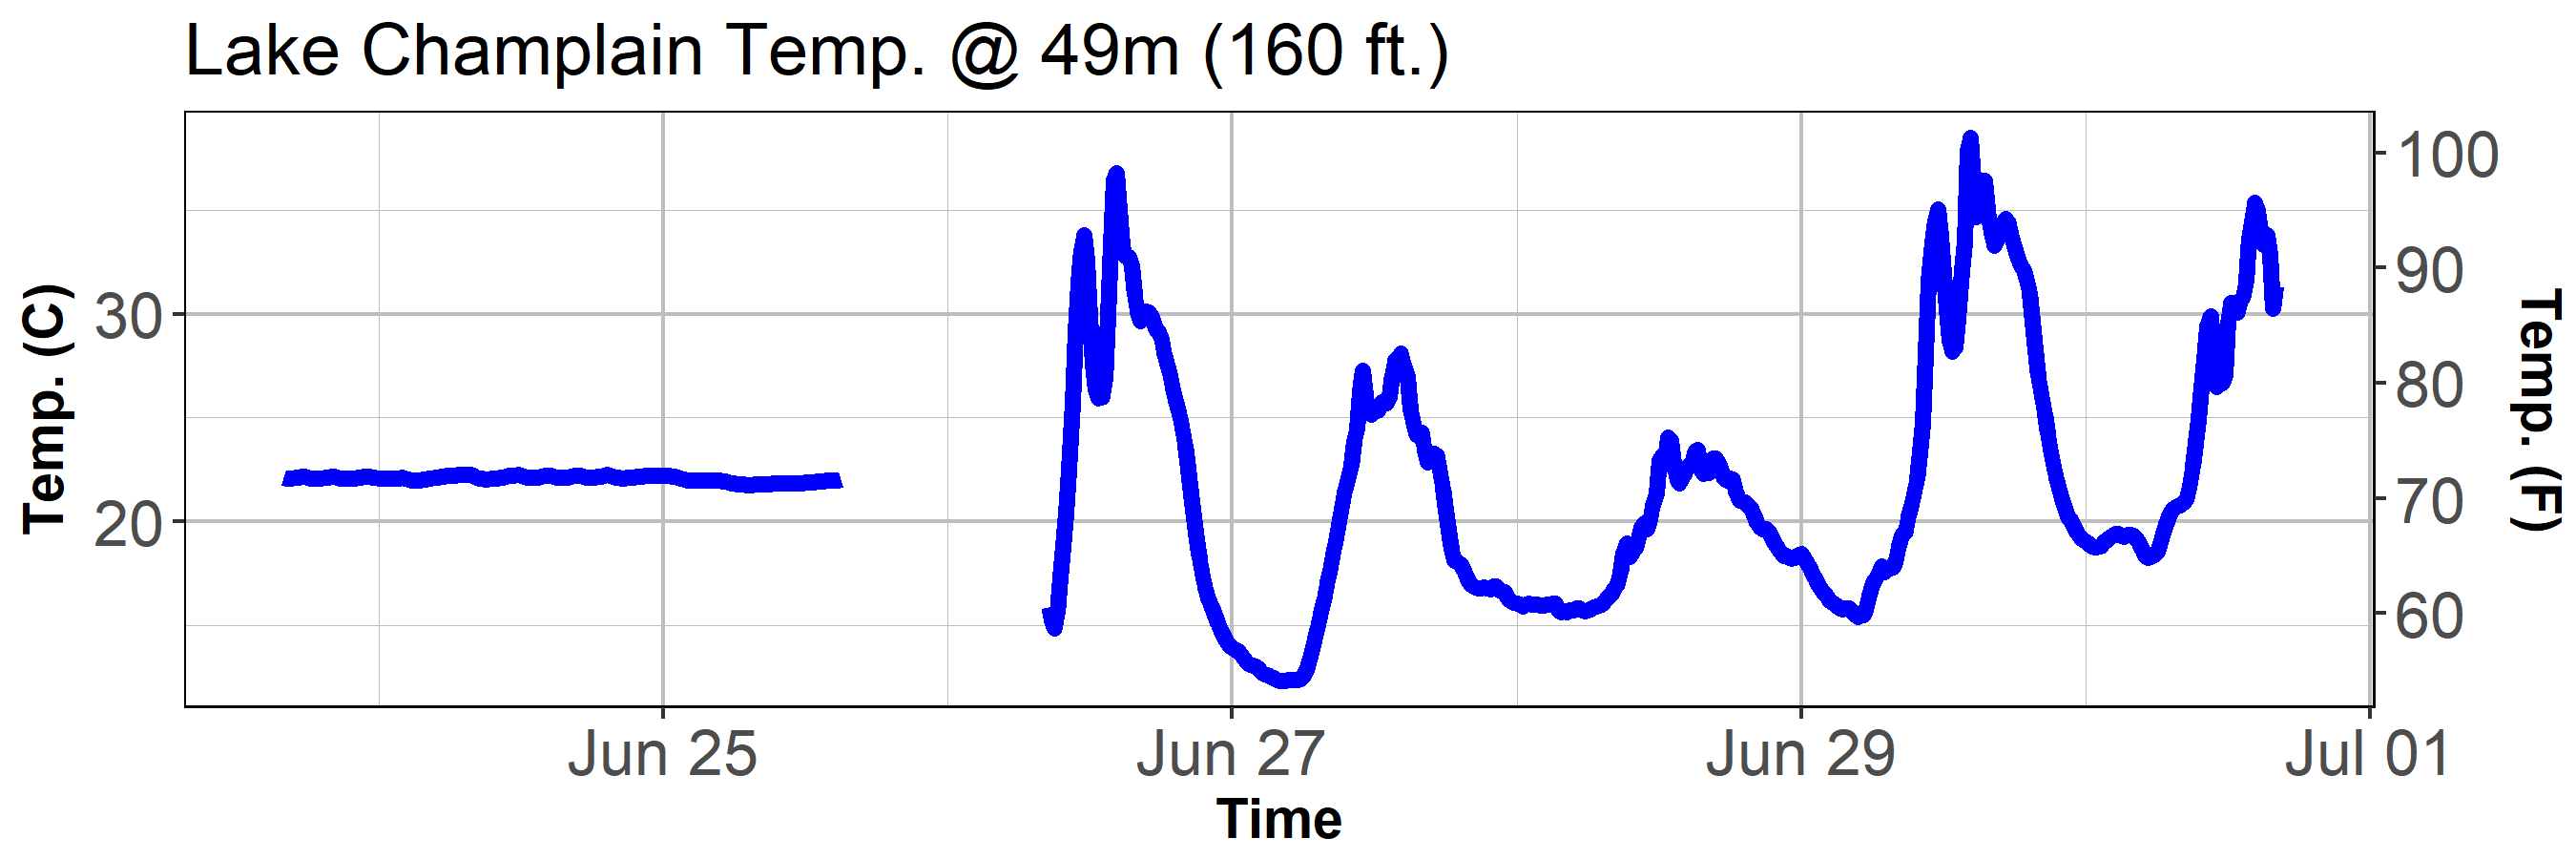 Lake Champlain Temp. @ 49m (160 ft.)
Temp. (C)
30
20
100
90
80
70
60
Temp. (F)
Jun 25
Jun 27
Jun 29
Jul 01
Time